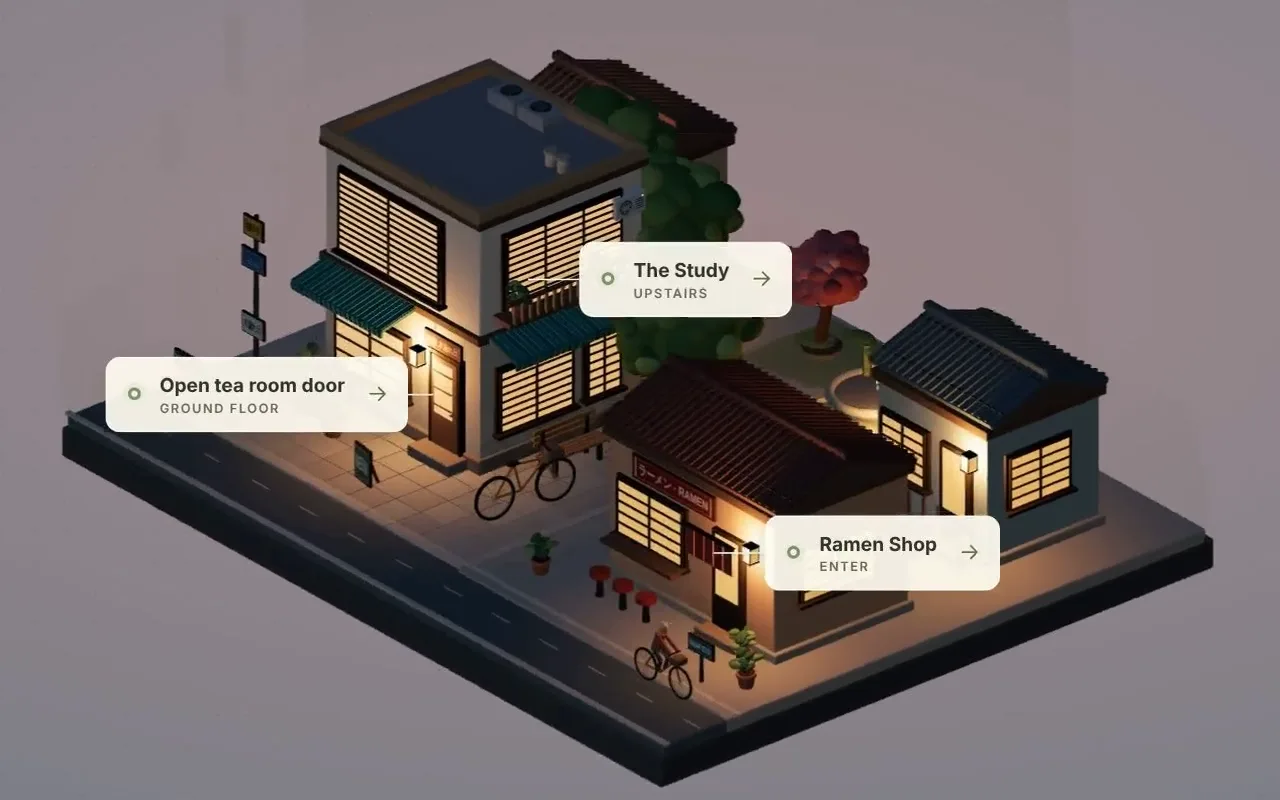 The Study
UPSTAIRS
Open tea room door
GROUND FLOOR
ラーメン・RAMEN
Ramen Shop
ENTER